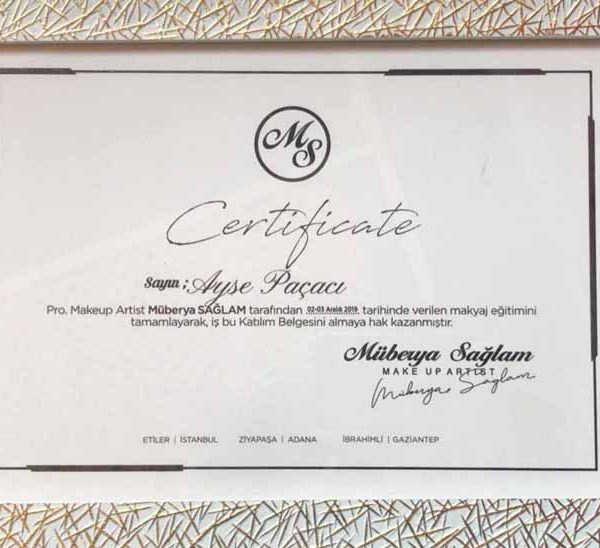 MS
Certificate
Sayın ; Ayse Paçacı
Pro. Makeup Artist Müberya SAĞLAM tarafından 02-03 Aralık 2019 tarihinde verilen makyaj eğitimini
tamamlayarak, iş bu Katılım Belgesini almaya hak kazanmıştır.
Müberya Sağlam
MAKE UP ARTIST
Müberya Sağlam
ETİLER | İSTANBUL ZİYAPAŞA | ADANA İBRAHİMLİ | GAZİANTEP